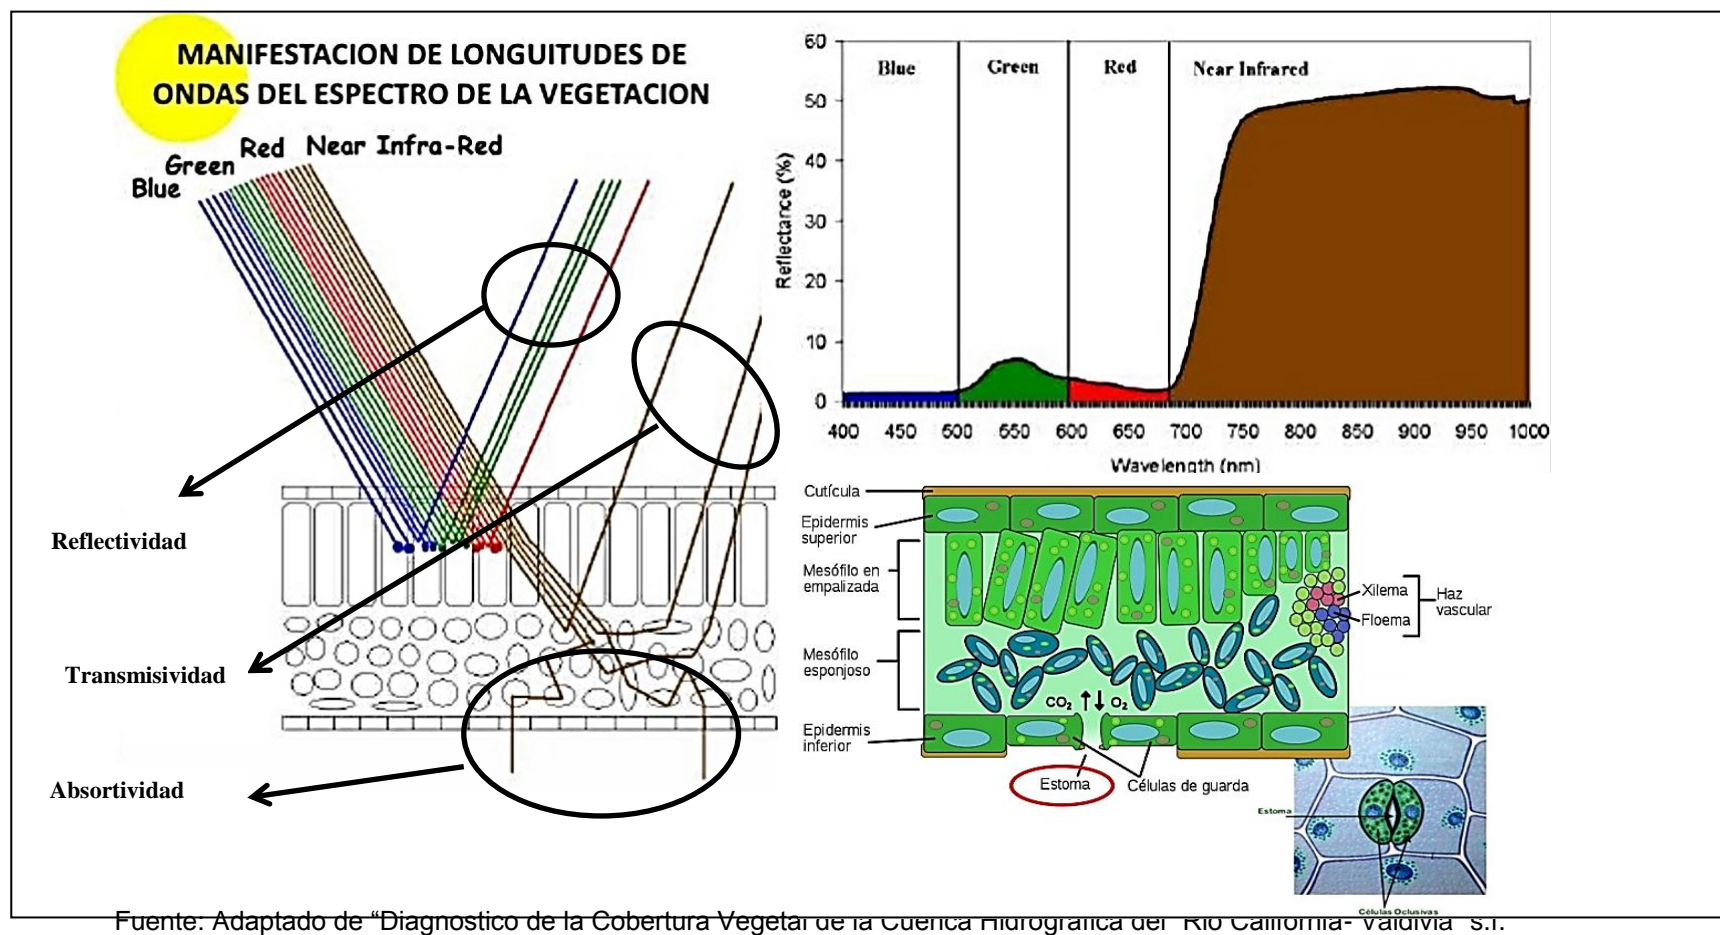 MANIFESTACION DE LONGUITUDES DE
ONDAS DEL ESPECTRO DE LA VEGETACION
Blue
Green
Red
Near Infra-Red
Reflectividad
Transmisividad
Absortividad
60
50
40
30
20
10
0
Reflectance (%)
Blue
Green
Red
Near Infrared
400 450 500 550 600 650 700 750 800 850 900 950 1000
Wavelength (nm)
Cutícula
Epidermis
superior
Mesófilo en
empalizada
Mesófilo
esponjoso
Epidermis
inferior
Xilema
Floema
Haz
vascular
CO₂
O₂
Estoma
Células de guarda
Estoma
Células Oclusivas
Fuente: Adaptado de “Diagnostico de la Cobertura Vegetal de la Cuenca Hidrográfica del Rio California- Valdivia” s.f.